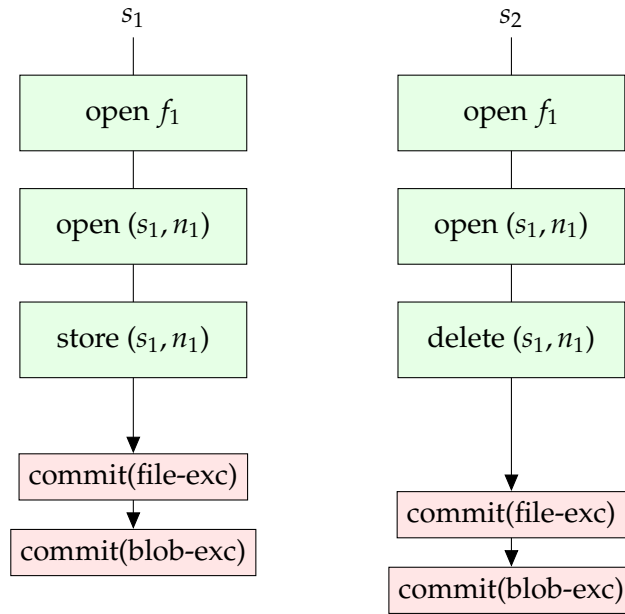 s₁
open f₁
open (s₁, n₁)
store (s₁, n₁)
commit(file-exc)
commit(blob-exc)
s₂
open f₁
open (s₁, n₁)
delete (s₁, n₁)
commit(file-exc)
commit(blob-exc)